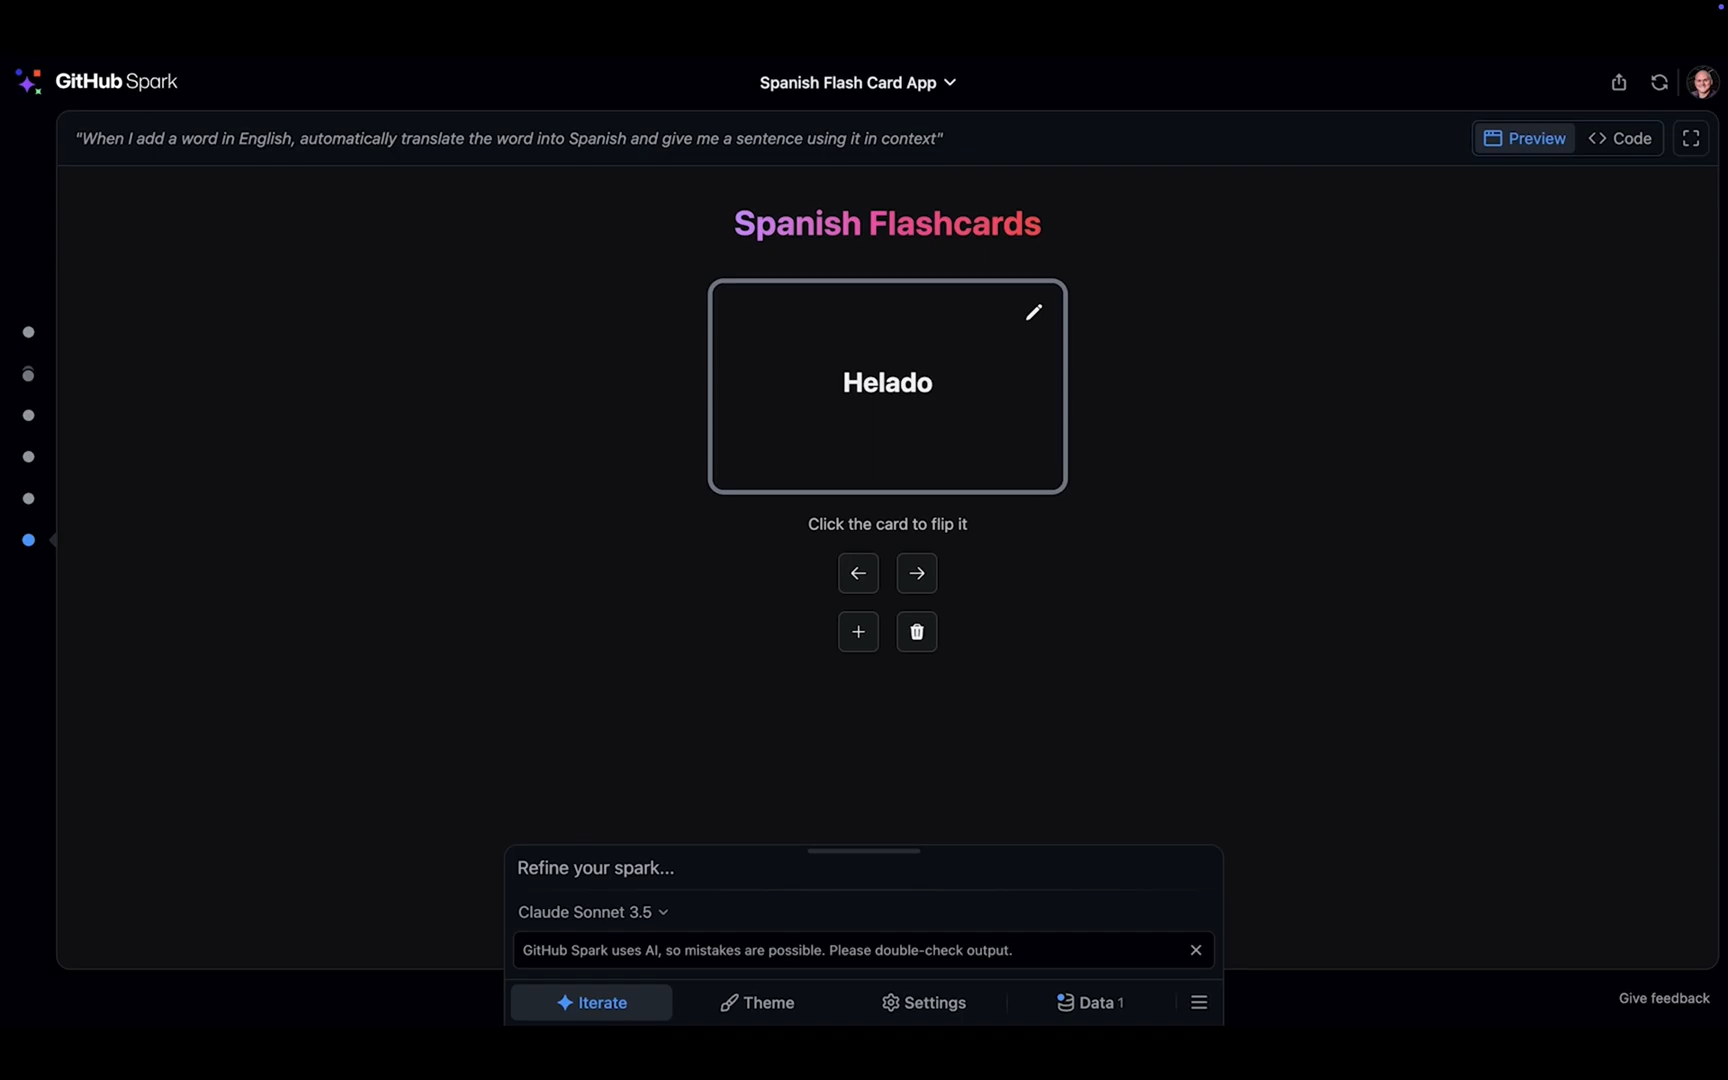 GitHub Spark
Spanish Flash Card App
"When I add a word in English, automatically translate the word into Spanish and give me a sentence using it in context"
Preview
Code
Spanish Flashcards
Helado
Click the card to flip it
Refine your spark...
Claude Sonnet 3.5
GitHub Spark uses AI, so mistakes are possible. Please double-check output.
Iterate
Theme
Settings
Data 1
Give feedback